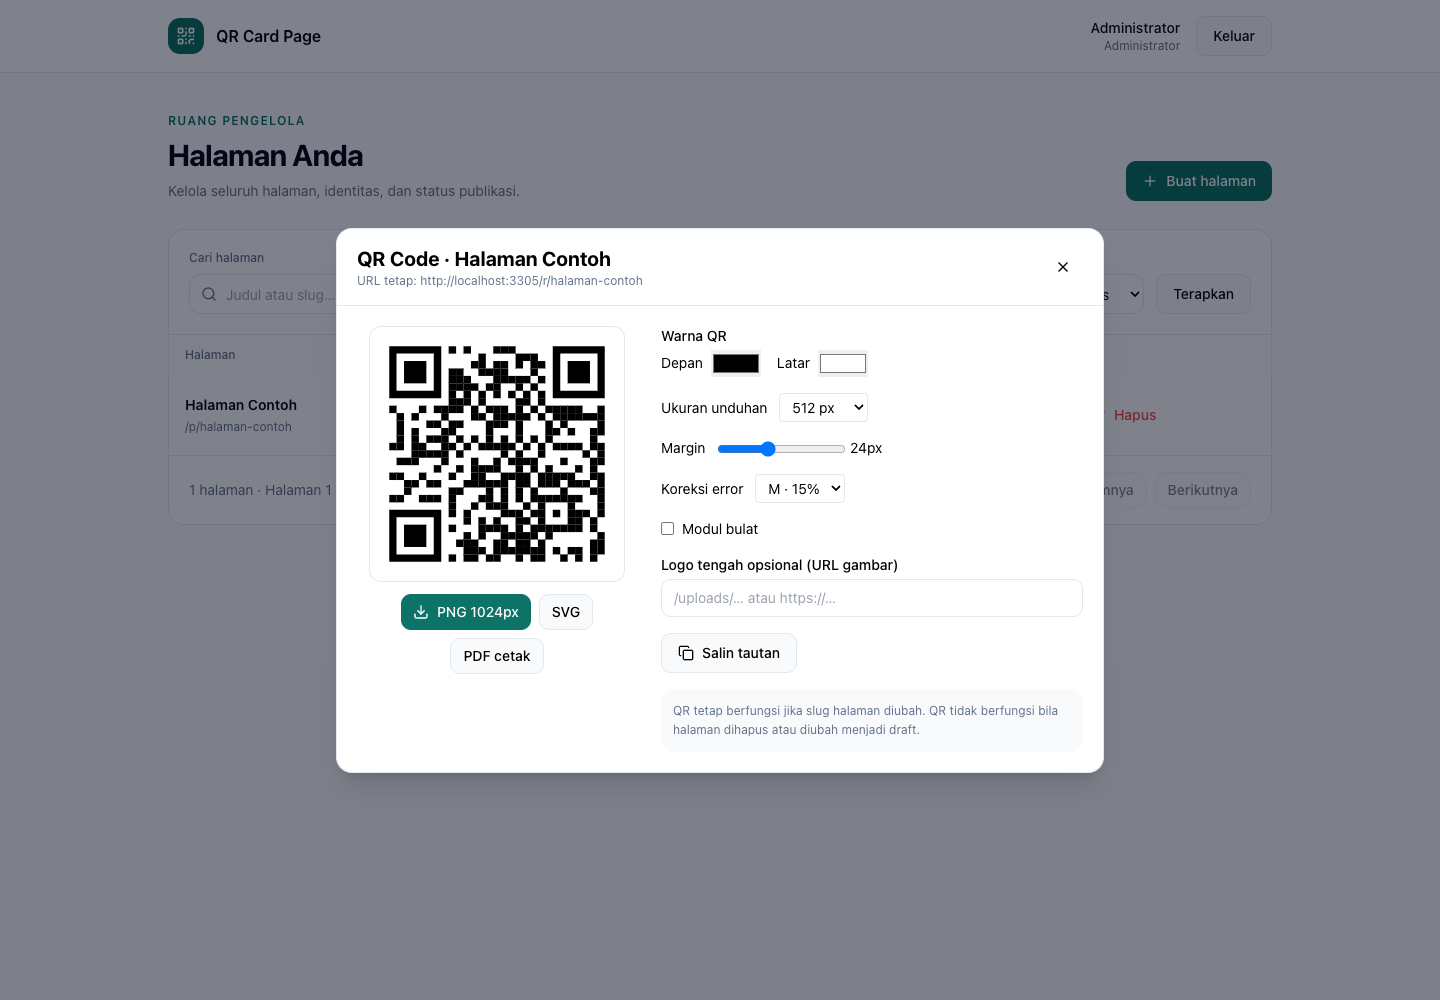 QR Card Page
Administrator
Administrator
Keluar
RUANG PENGELOLA
Halaman Anda
Kelola seluruh halaman, identitas, dan status publikasi.
Buat halaman
Cari halaman
Judul atau slug...
Terapkan
Halaman
Halaman Contoh
/p/halaman-contoh
Hapus
1 halaman · Halaman 1
Berikutnya
QR Code · Halaman Contoh
URL tetap: http://localhost:3305/r/halaman-contoh
Warna QR
Depan Latar
Ukuran unduhan 512 px
Margin 24px
Koreksi error M · 15%
Modul bulat
Logo tengah opsional (URL gambar)
/uploads/... atau https://...
Salin tautan
QR tetap berfungsi jika slug halaman diubah. QR tidak berfungsi bila
halaman dihapus atau diubah menjadi draft.
PNG 1024px SVG
PDF cetak